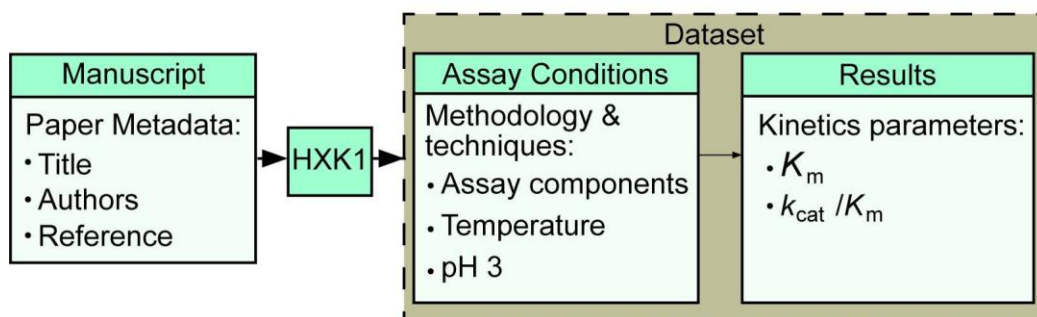 Manuscript
Paper Metadata:
• Title
• Authors
• Reference
HXK1
Dataset
Assay Conditions
Methodology &
techniques:
• Assay components
• Temperature
• pH 3
Results
Kinetics parameters:
• Km
• kcat /Km